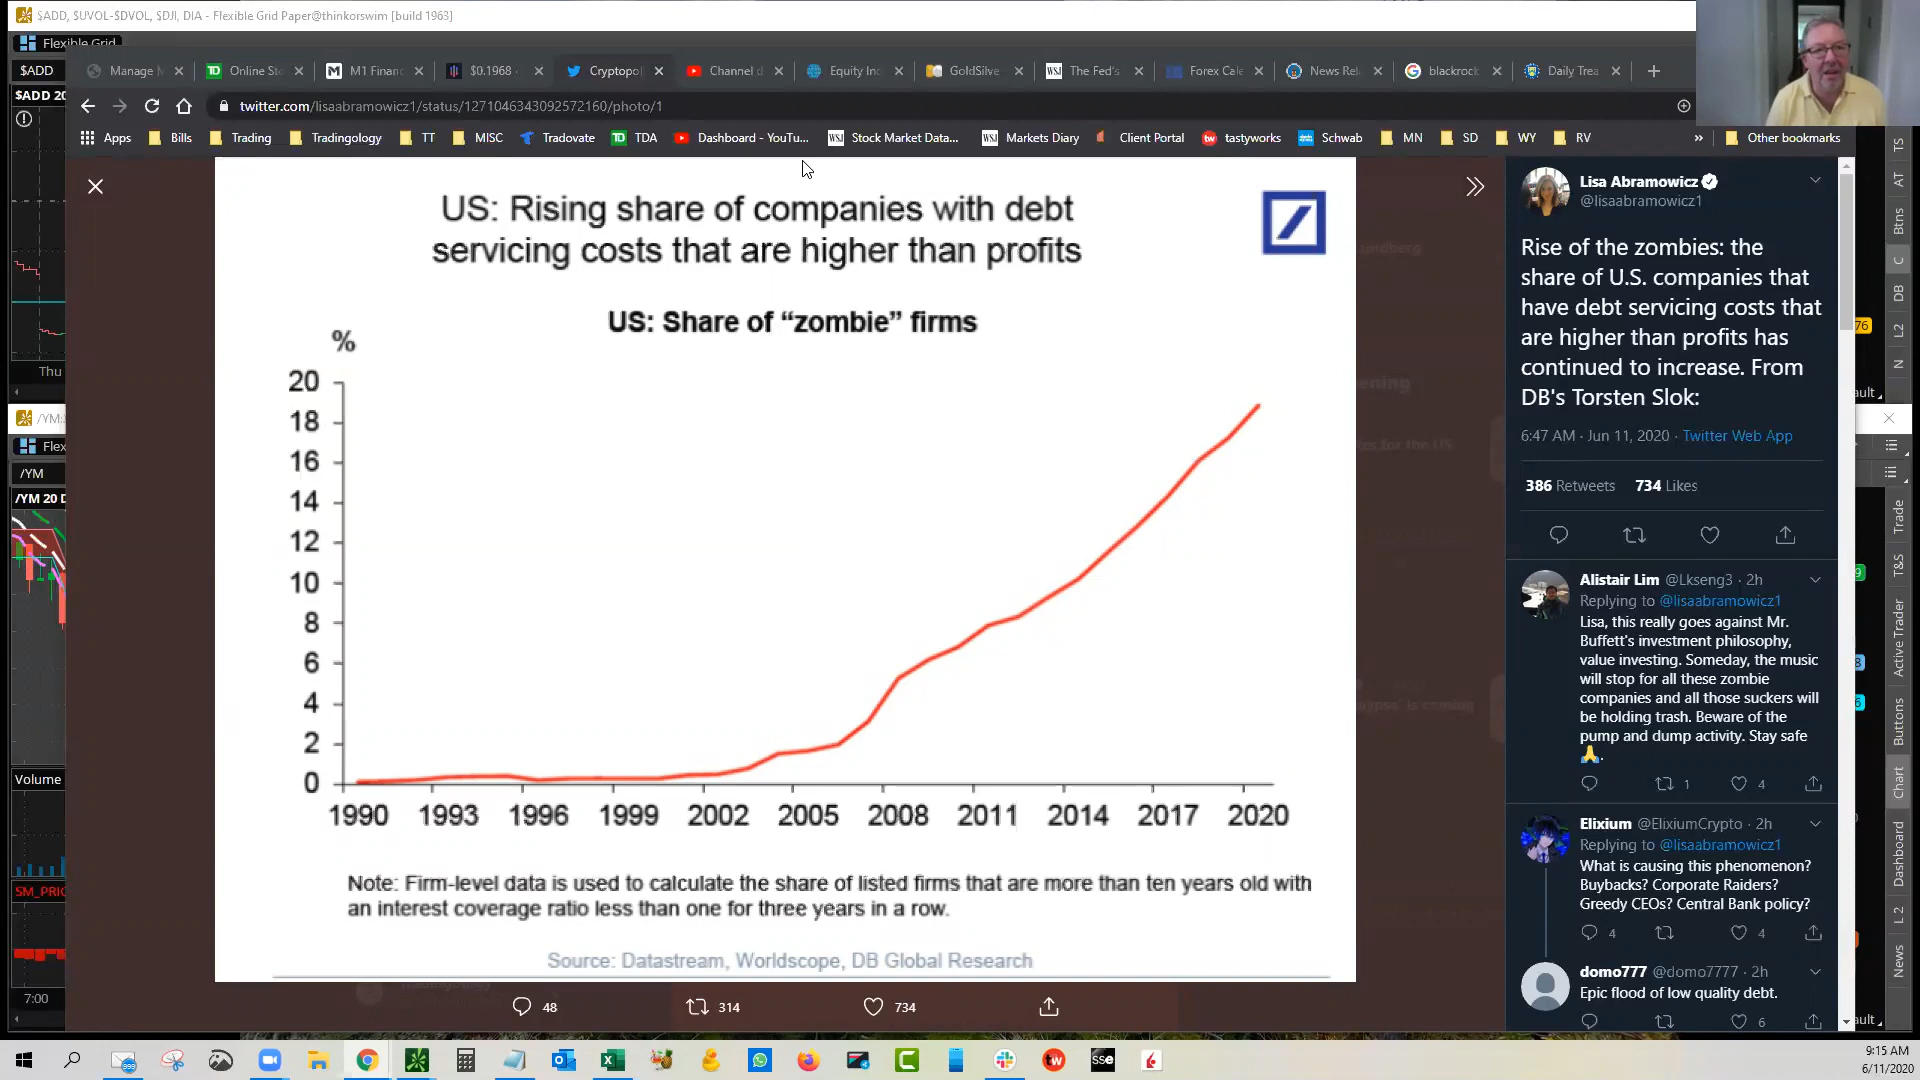 $ADD, $UVOL-$DVOL, $DJI, DIA - Flexible Grid Paper@thinkorswim [build 1963]
Flexible Grid
$ADD
Manage M
Online Sto
M1 Financ
$0.1968
Cryptopo
Channel d
Equity Inc
GoldSilve
The Fed's
Forex Cale
News Rele
blackrock
Daily Trea
$ADD 20
twitter.com/lisaabramowicz1/status/1271046343092572160/photo/1
Apps
Bills
Trading
Tradingology
TT
MISC
Tradovate
TDA
Dashboard - YouTu...
Stock Market Data...
Markets Diary
Client Portal
tastyworks
Schwab
MN
SD
WY
RV
»
Other bookmarks
US: Rising share of companies with debt
servicing costs that are higher than profits
US: Share of “zombie” firms
%
20
18
16
14
12
10
8
6
4
2
0
1990 1993 1996 1999 2002 2005 2008 2011 2014 2017 2020
Note: Firm-level data is used to calculate the share of listed firms that are more than ten years old with
an interest coverage ratio less than one for three years in a row.
Source: Datastream, Worldscope, DB Global Research
48
314
734
Lisa Abramowicz
@lisaabramowicz1
Rise of the zombies: the
share of U.S. companies that
have debt servicing costs that
are higher than profits has
continued to increase. From
DB's Torsten Slok:
6:47 AM · Jun 11, 2020 · Twitter Web App
386 Retweets 734 Likes
Alistair Lim @Lkseng3 · 2h
Replying to @lisaabramowicz1
Lisa, this really goes against Mr.
Buffett's investment philosophy,
value investing. Someday, the music
will stop for all these zombie
companies and all those suckers will
be holding trash. Beware of the
pump and dump activity. Stay safe
🙏.
1
4
Elixium @ElixiumCrypto · 2h
Replying to @lisaabramowicz1
What is causing this phenomenon?
Buybacks? Corporate Raiders?
Greedy CEOs? Central Bank policy?
4
4
domo777 @domo7777 · 2h
Epic flood of low quality debt.
6
Thu
/YM:
Flex
/YM
/YM 20 D
Volume
SM_PRIC
7:00
TS
AT
Btns
C
DB
L2
N
76
ault
Trade
T&S
Active Trader
Buttons
Chart
Dashboard
L 2
News
ault
9:15 AM
6/11/2020